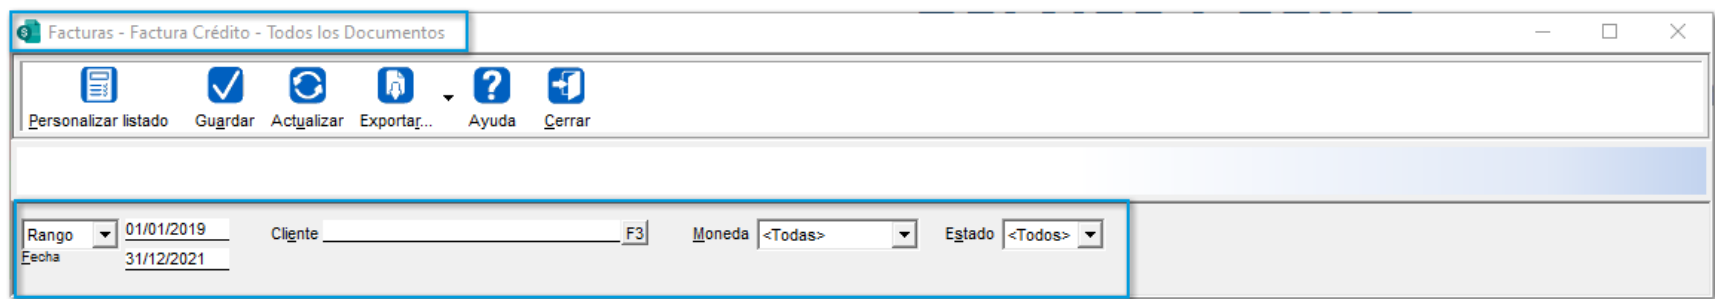 Facturas - Factura Crédito - Todos los Documentos
Personalizar listado Guardar Actualizar Exportar... Ayuda Cerrar
Rango 01/01/2019 Cliente F3 Moneda <Todas> Estado <Todos>
Fecha 31/12/2021